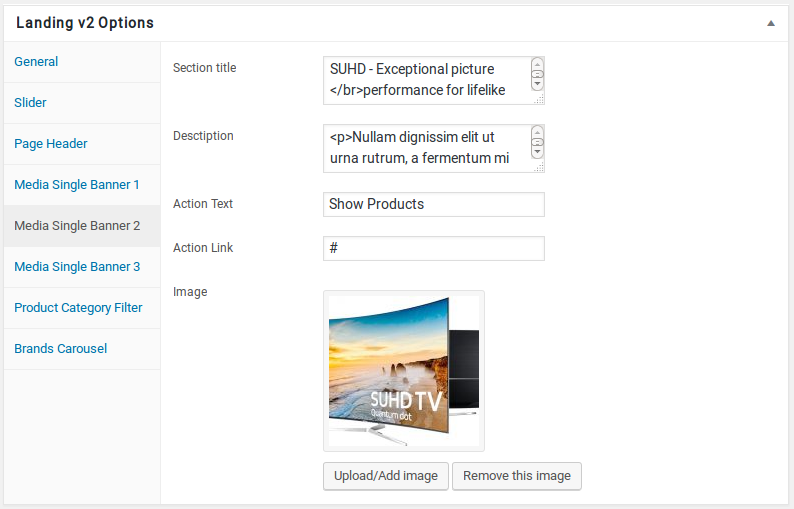 Landing v2 Options
General
Slider
Page Header
Media Single Banner 1
Media Single Banner 2
Media Single Banner 3
Product Category Filter
Brands Carousel
Section title
SUHD - Exceptional picture
</br>performance for lifelike
Desctiption
<p>Nullam dignissim elit ut
urna rutrum, a fermentum mi
Action Text
Show Products
Action Link
#
Image
SUHD TV
Quantum dot
Upload/Add image
Remove this image